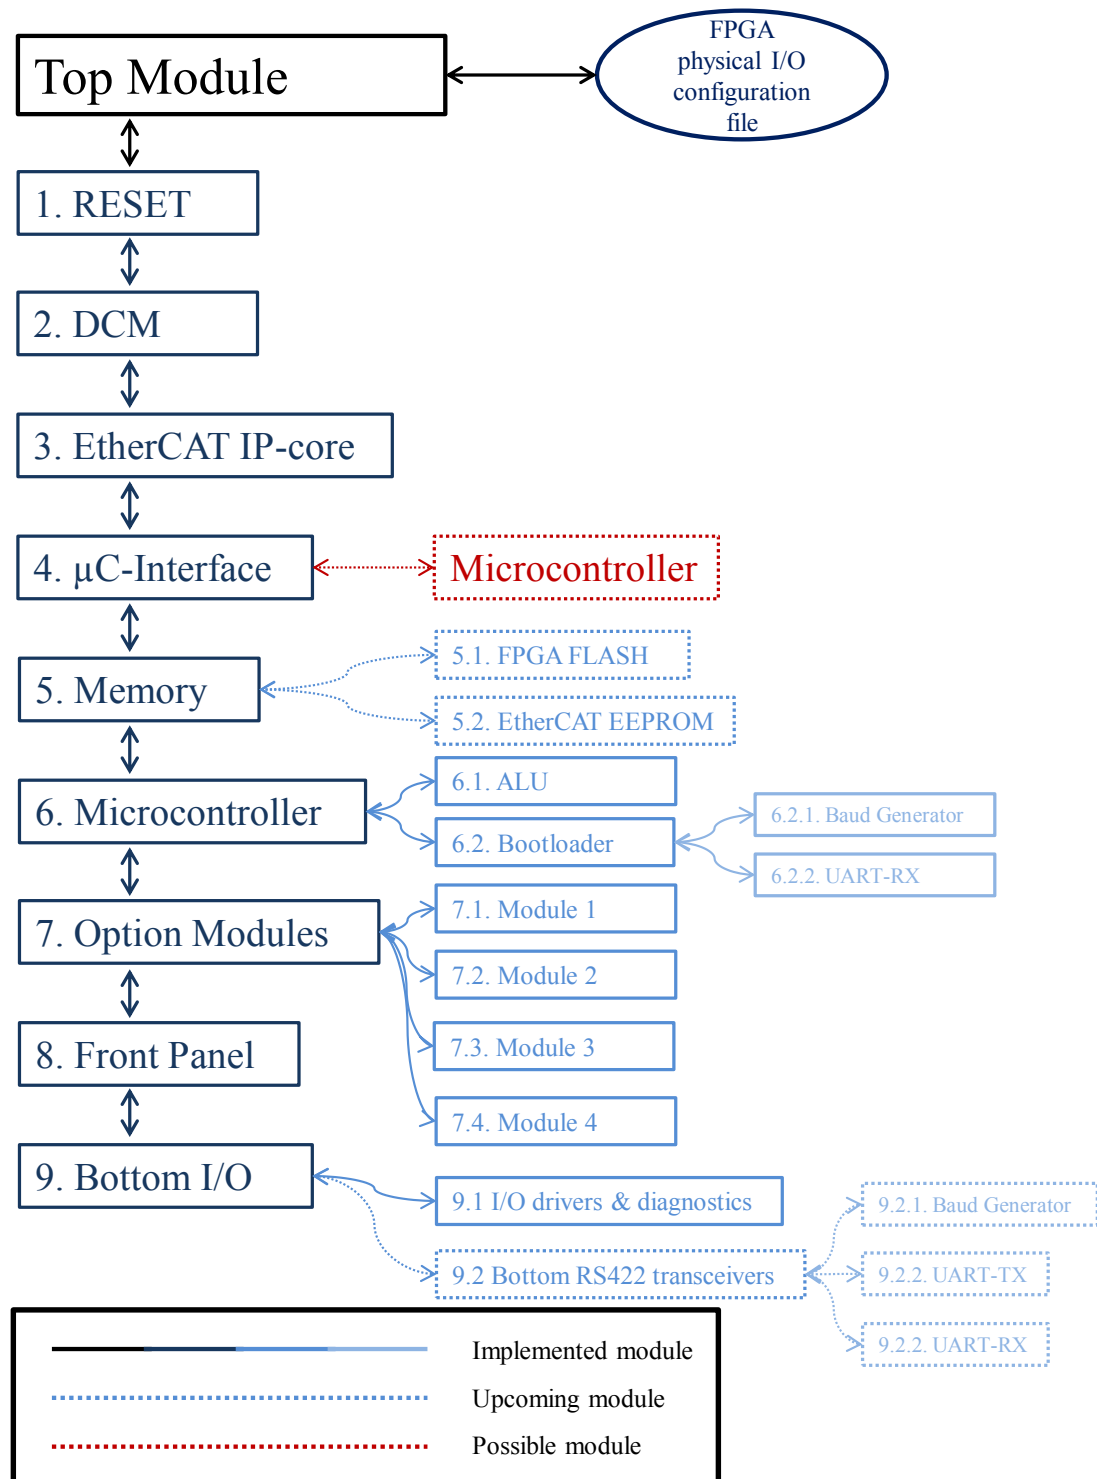 Top Module
FPGA
physical I/O
configuration
file
1. RESET
2. DCM
3. EtherCAT IP-core
4. µC-Interface
Microcontroller
5. Memory
5.1. FPGA FLASH
5.2. EtherCAT EEPROM
6. Microcontroller
6.1. ALU
6.2. Bootloader
6.2.1. Baud Generator
6.2.2. UART-RX
7. Option Modules
7.1. Module 1
7.2. Module 2
7.3. Module 3
7.4. Module 4
8. Front Panel
9. Bottom I/O
9.1 I/O drivers & diagnostics
9.2 Bottom RS422 transceivers
9.2.1. Baud Generator
9.2.2. UART-TX
9.2.2. UART-RX
Implemented module
Upcoming module
Possible module